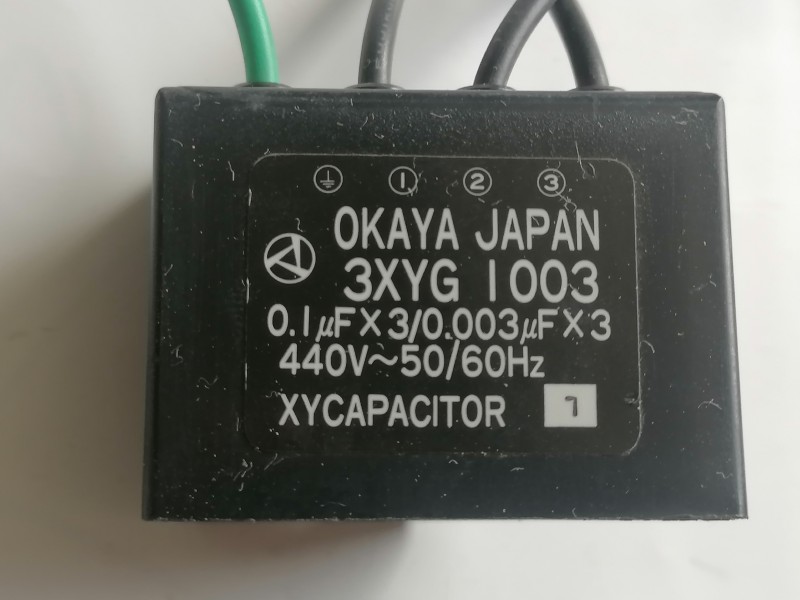 ⏚ ① ② ③
OKAYA JAPAN
3XYG 1003
0.1μF×3/0.003μF×3
440V~50/60Hz
XYCAPACITOR 7